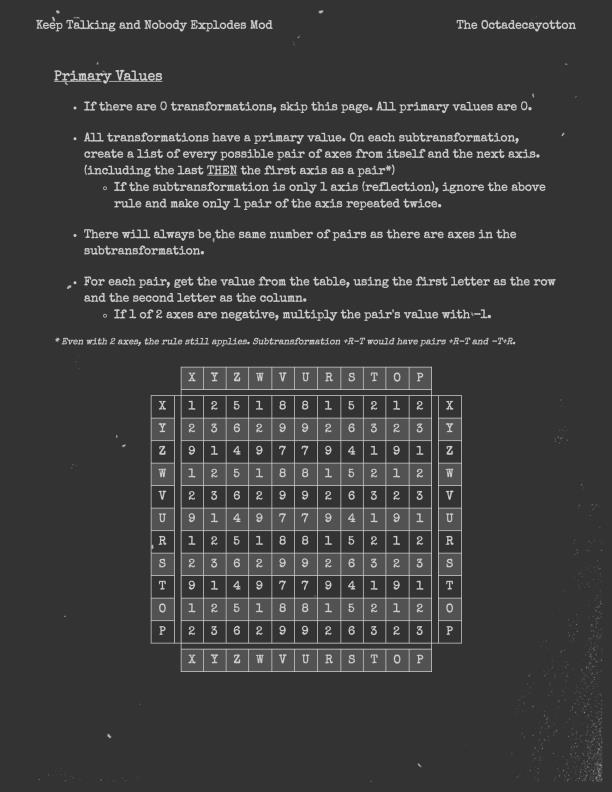 Keep Talking and Nobody Explodes Mod The Octadecayotton
Primary Values
• If there are 0 transformations, skip this page. All primary values are 0.
• All transformations have a primary value. On each subtransformation,
create a list of every possible pair of axes from itself and the next axis.
(including the last THEN the first axis as a pair*)
○ If the subtransformation is only 1 axis (reflection), ignore the above
rule and make only 1 pair of the axis repeated twice.
• There will always be the same number of pairs as there are axes in the
subtransformation.
• For each pair, get the value from the table, using the first letter as the row
and the second letter as the column.
○ If 1 of 2 axes are negative, multiply the pair's value with -1.
* Even with 2 axes, the rule still applies. Subtransformation +R-T would have pairs +R-T and -T+R.
X Y Z W V U R S T O P
X 1 2 5 1 8 8 1 5 2 1 2 X
Y 2 3 6 2 9 9 2 6 3 2 3 Y
Z 9 1 4 9 7 7 9 4 1 9 1 Z
W 1 2 5 1 8 8 1 5 2 1 2 W
V 2 3 6 2 9 9 2 6 3 2 3 V
U 9 1 4 9 7 7 9 4 1 9 1 U
R 1 2 5 1 8 8 1 5 2 1 2 R
S 2 3 6 2 9 9 2 6 3 2 3 S
T 9 1 4 9 7 7 9 4 1 9 1 T
O 1 2 5 1 8 8 1 5 2 1 2 O
P 2 3 6 2 9 9 2 6 3 2 3 P
X Y Z W V U R S T O P